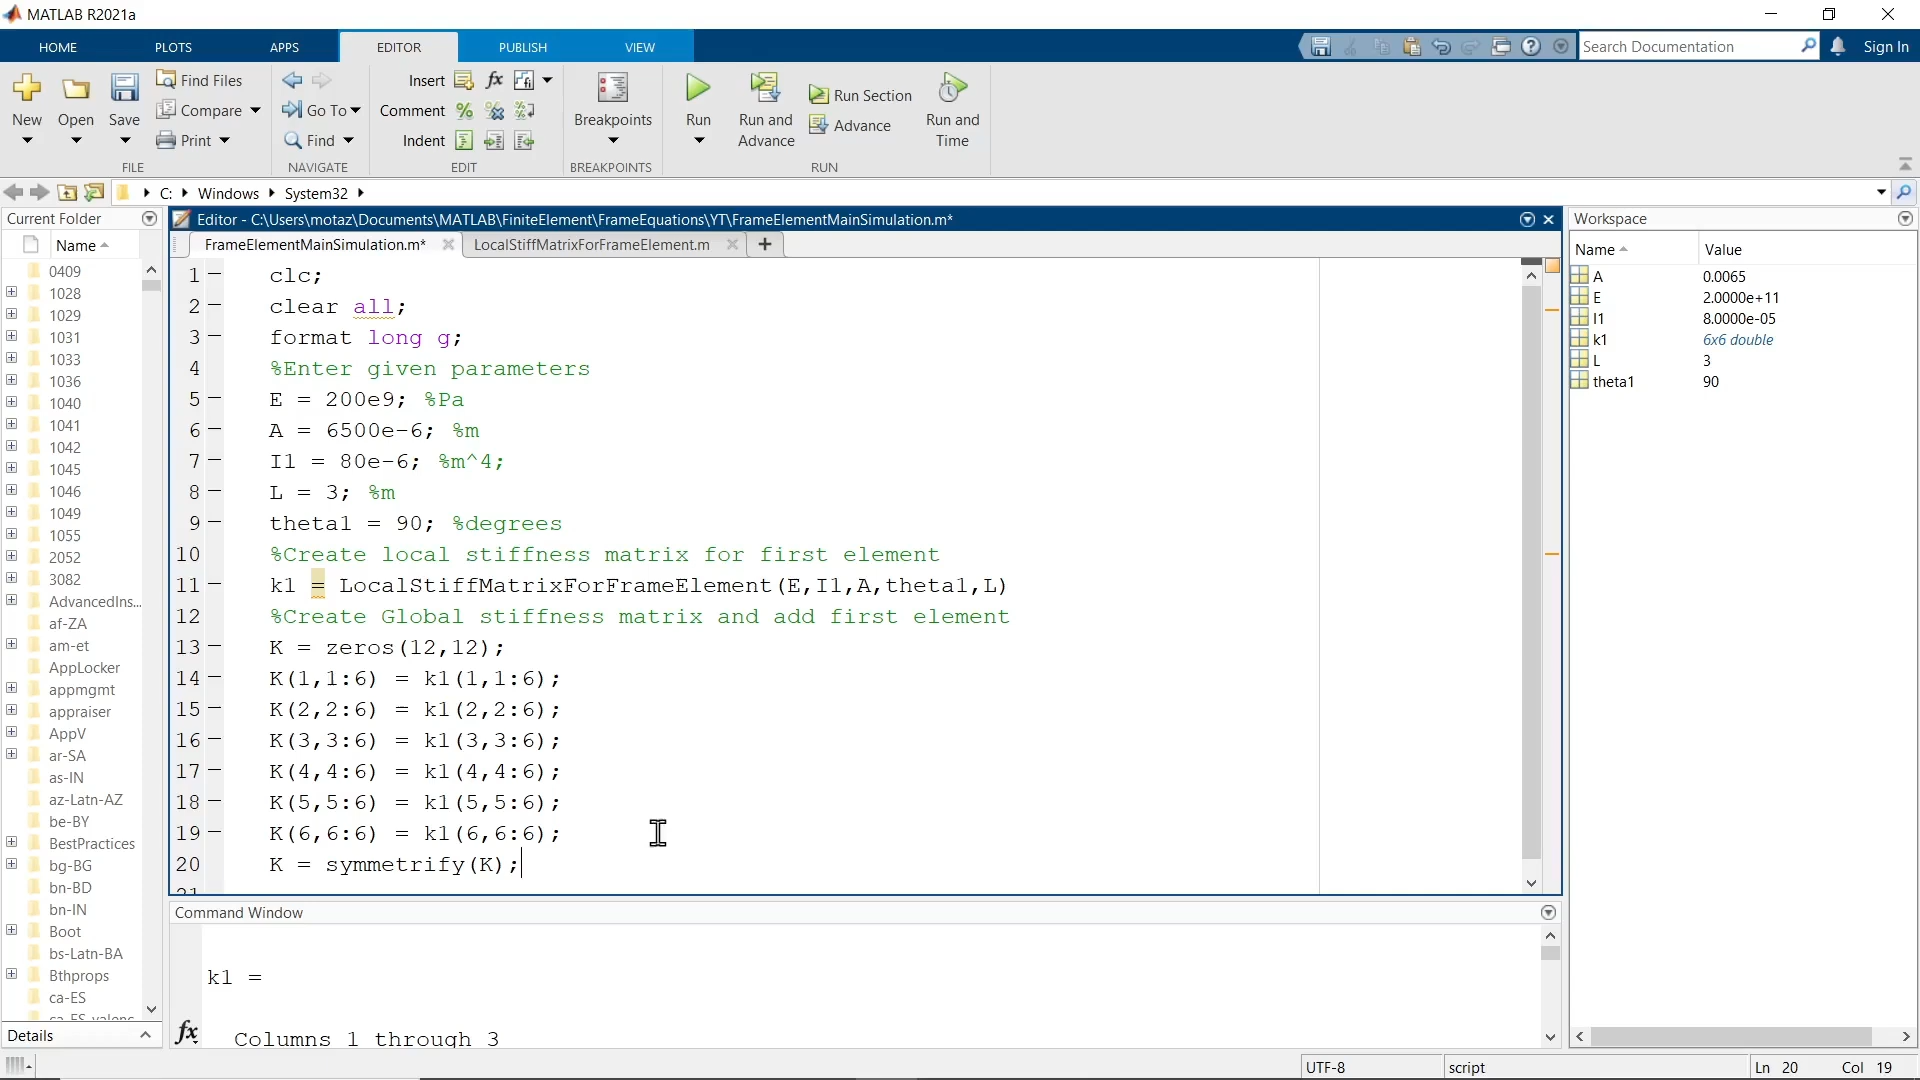 MATLAB R2021a
HOME PLOTS APPS EDITOR PUBLISH VIEW
Search Documentation
Sign In
New
Open
Save
Find Files
Compare
Print
FILE
Go To
Find
NAVIGATE
Insert
Comment
Indent
EDIT
Breakpoints
BREAKPOINTS
Run
Run and Advance
Run Section
Advance
Run and Time
RUN
C: Windows System32
Current Folder
Name
0409
1028
1029
1031
1033
1036
1040
1041
1042
1045
1046
1049
1055
2052
3082
AdvancedIns...
af-ZA
am-et
AppLocker
appmgmt
appraiser
AppV
ar-SA
as-IN
az-Latn-AZ
be-BY
BestPractices
bg-BG
bn-BD
bn-IN
Boot
bs-Latn-BA
Bthprops
ca-ES
Details
Editor - C:\Users\motaz\Documents\MATLAB\FiniteElement\FrameEquations\YT\FrameElementMainSimulation.m*
FrameElementMainSimulation.m* LocalStiffMatrixForFrameElement.m
1 clc;
2 clear all;
3 format long g;
4 %Enter given parameters
5 E = 200e9; %Pa
6 A = 6500e-6; %m
7 I1 = 80e-6; %m^4;
8 L = 3; %m
9 theta1 = 90; %degrees
10 %Create local stiffness matrix for first element
11 k1 = LocalStiffMatrixForFrameElement(E,I1,A,theta1,L)
12 %Create Global stiffness matrix and add first element
13 K = zeros(12,12);
14 K(1,1:6) = k1(1,1:6);
15 K(2,2:6) = k1(2,2:6);
16 K(3,3:6) = k1(3,3:6);
17 K(4,4:6) = k1(4,4:6);
18 K(5,5:6) = k1(5,5:6);
19 K(6,6:6) = k1(6,6:6);
20 K = symmetrify(K);
Command Window
k1 =
Columns 1 through 3
fx
Workspace
Name Value
A 0.0065
E 2.0000e+11
I1 8.0000e-05
k1 6x6 double
L 3
theta1 90
UTF-8 script Ln 20 Col 19